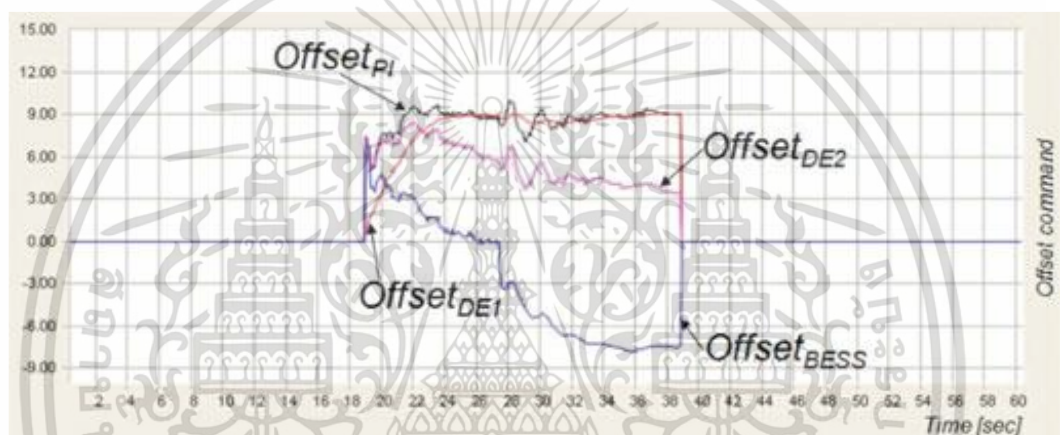 15.00
12.00
9.00
6.00
3.00
0.00
-3.00
-6.00
-9.00
Offset_PI
Offset_DE2
Offset_DE1
Offset_BESS
Offset command
2 4 6 8 10 12 14 16 18 20 22 24 26 28 30 32 34 36 38 40 42 44 46 48 50 52 54 56 58 60
Time [sec]